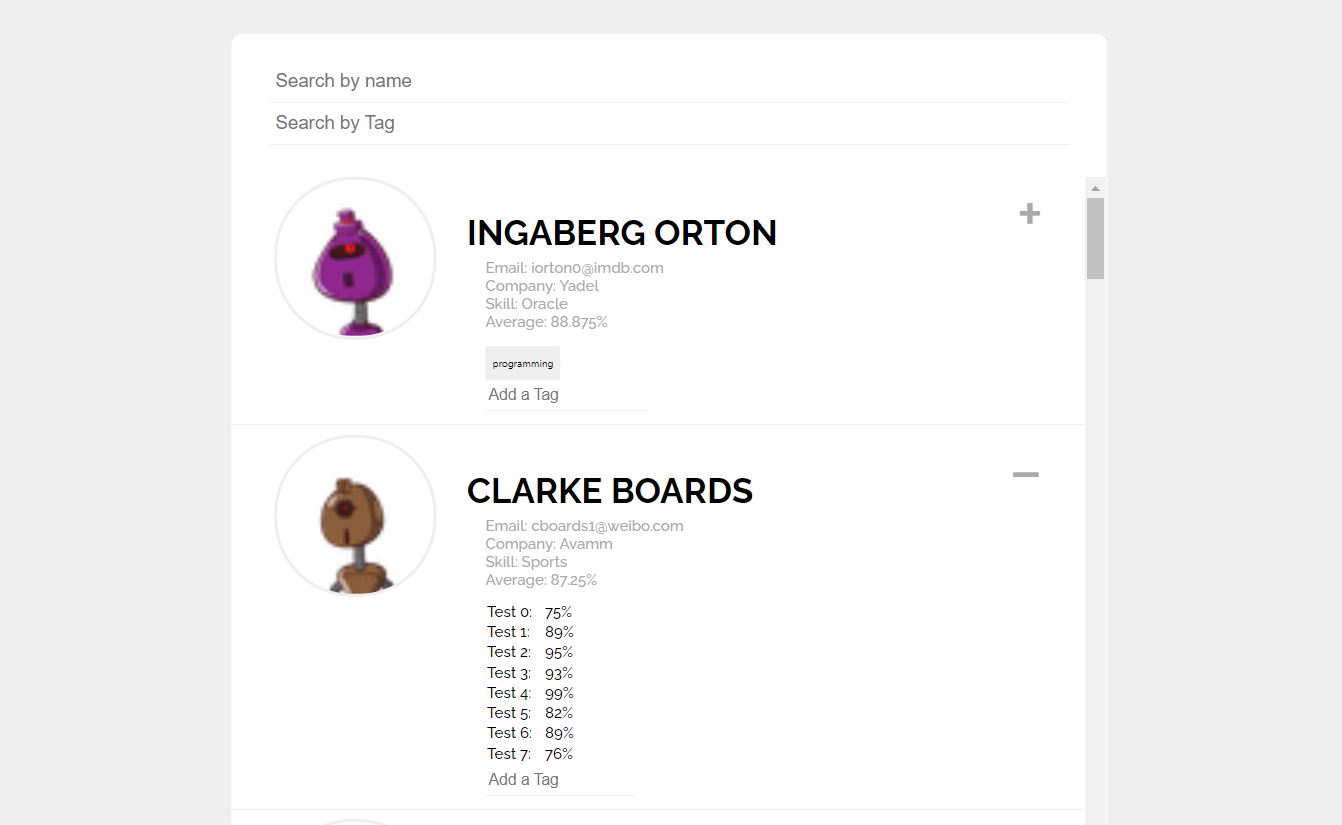 Search by name
Search by Tag
INGABERG ORTON
Email: iorton0@imdb.com
Company: Yadel
Skill: Oracle
Average: 88.875%
programming
Add a Tag
CLARKE BOARDS
Email: cboards1@weibo.com
Company: Avamm
Skill: Sports
Average: 87.25%
Test 0: 75%
Test 1: 89%
Test 2: 95%
Test 3: 93%
Test 4: 99%
Test 5: 82%
Test 6: 89%
Test 7: 76%
Add a Tag